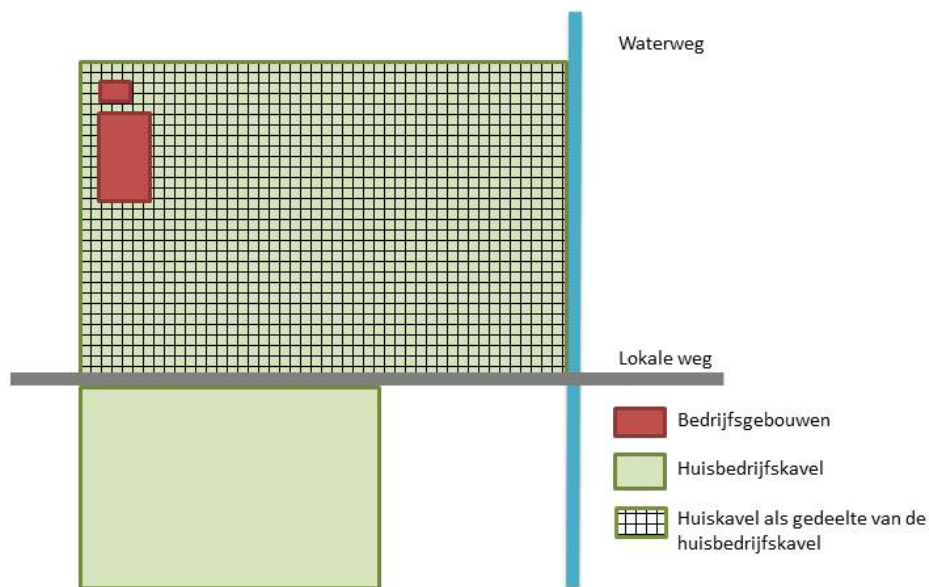 Waterweg
Lokale weg
Bedrijfsgebouwen
Huisbedrijfskavel
Huiskavel als gedeelte van de
huisbedrijfskavel